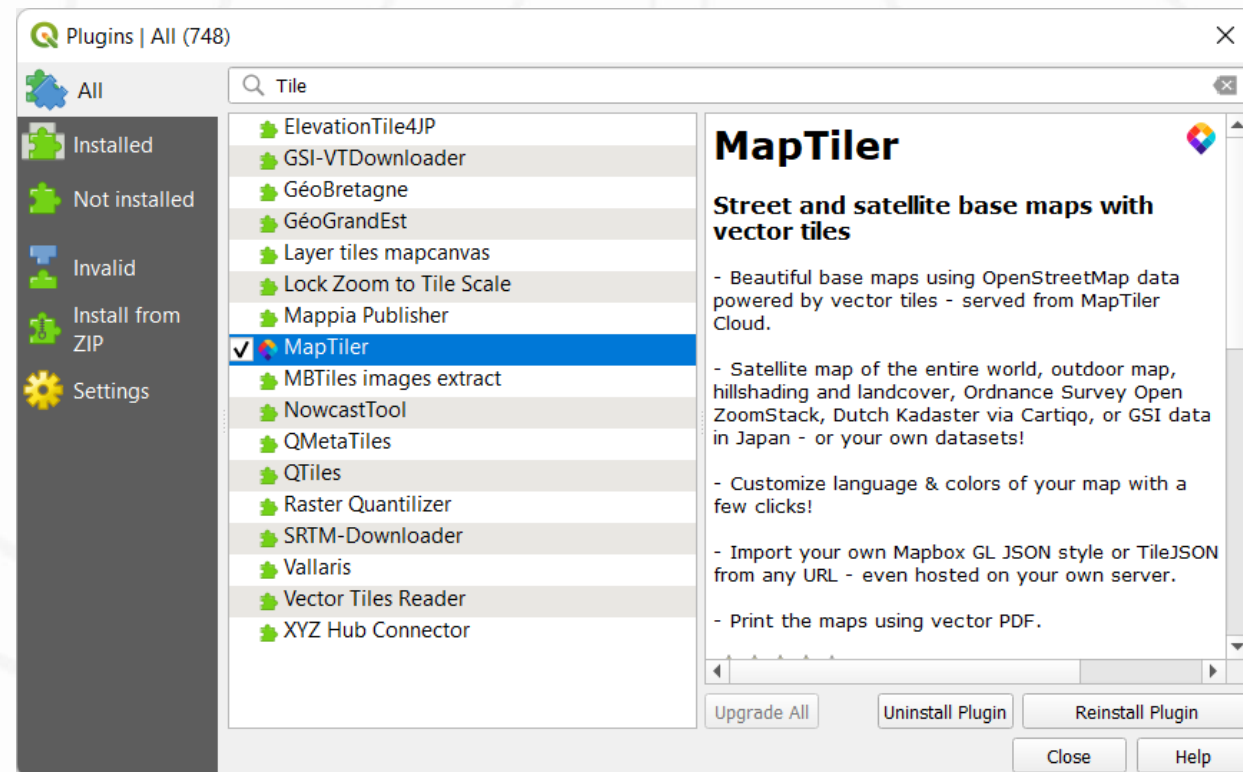 Plugins | All (748)
All
Installed
Not installed
Invalid
Install from
ZIP
Settings
Tile
ElevationTile4JP
GSI-VTDownloader
GéoBretagne
GéoGrandEst
Layer tiles mapcanvas
Lock Zoom to Tile Scale
Mappia Publisher
MapTiler
MBTiles images extract
NowcastTool
QMetaTiles
QTiles
Raster Quantilizer
SRTM-Downloader
Vallaris
Vector Tiles Reader
XYZ Hub Connector
MapTiler
Street and satellite base maps with
vector tiles
- Beautiful base maps using OpenStreetMap data
powered by vector tiles - served from MapTiler
Cloud.
- Satellite map of the entire world, outdoor map,
hillshading and landcover, Ordnance Survey Open
ZoomStack, Dutch Kadaster via Cartiqo, or GSI data
in Japan - or your own datasets!
- Customize language & colors of your map with a
few clicks!
- Import your own Mapbox GL JSON style or TileJSON
from any URL - even hosted on your own server.
- Print the maps using vector PDF.
Upgrade All
Uninstall Plugin
Reinstall Plugin
Close
Help